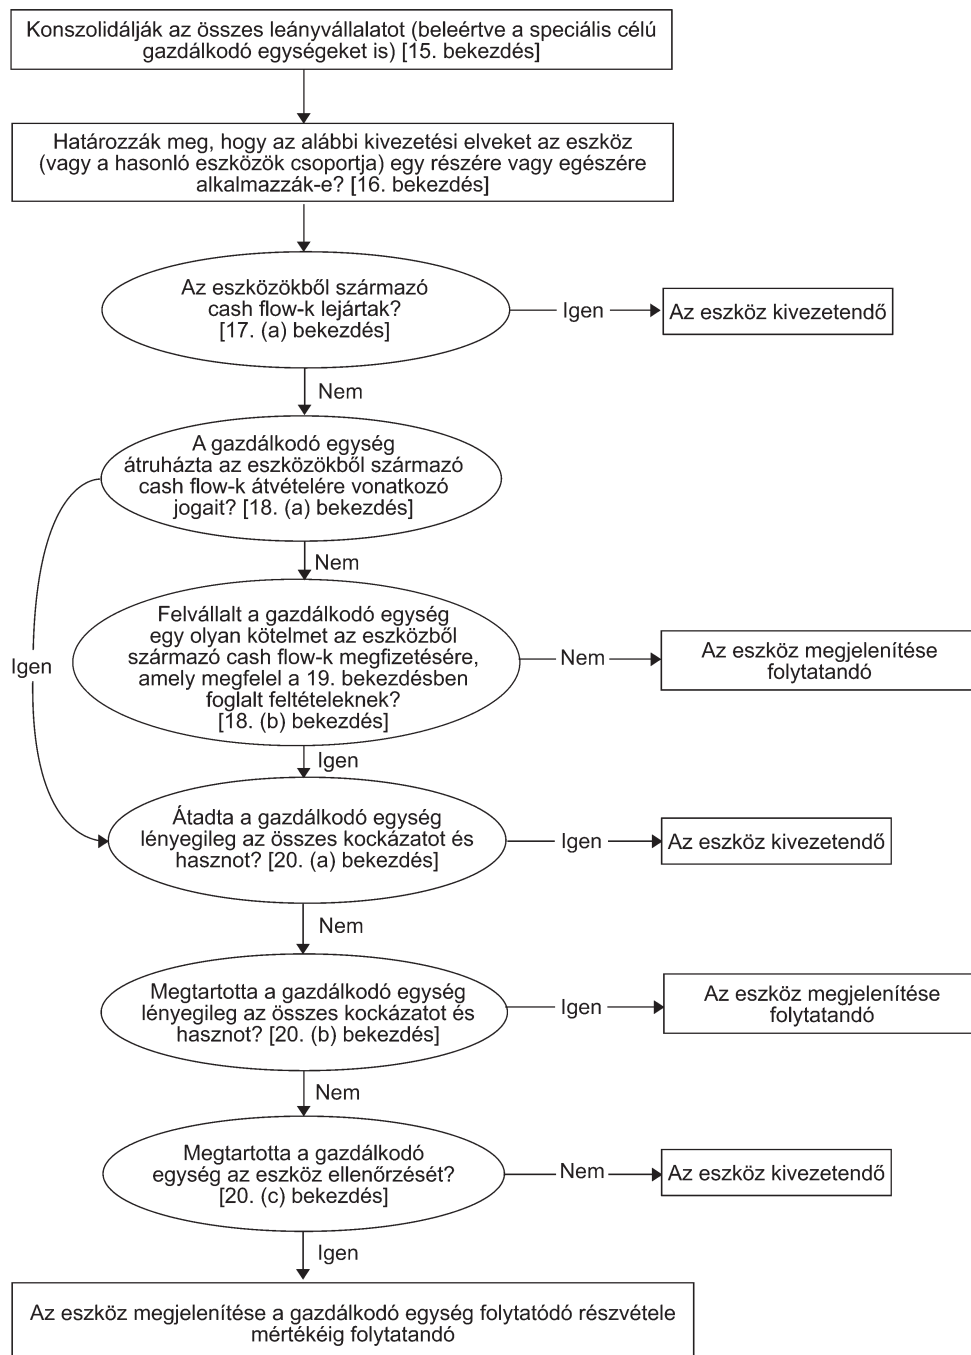 Konszolidálják az összes leányvállalatot (beleértve a speciális célú
gazdálkodó egységeket is) [15. bekezdés]
Határozzák meg, hogy az alábbi kivezetési elveket az eszköz
(vagy a hasonló eszközök csoportja) egy részére vagy egészére
alkalmazzák-e? [16. bekezdés]
Az eszközökből származó
cash flow-k lejártak?
[17. (a) bekezdés]
Igen
Az eszköz kivezetendő
Nem
A gazdálkodó egység
átruházta az eszközökből származó
cash flow-k átvételére vonatkozó
jogait? [18. (a) bekezdés]
Nem
Igen
Felvállalt a gazdálkodó egység
egy olyan kötelmet az eszközből
származó cash flow-k megfizetésére,
amely megfelel a 19. bekezdésben
foglalt feltételeknek?
[18. (b) bekezdés]
Nem
Az eszköz megjelenítése
folytatandó
Igen
Átadta a gazdálkodó egység
lényegileg az összes kockázatot és
hasznot? [20. (a) bekezdés]
Igen
Az eszköz kivezetendő
Nem
Megtartotta a gazdálkodó egység
lényegileg az összes kockázatot és
hasznot? [20. (b) bekezdés]
Igen
Az eszköz megjelenítése
folytatandó
Nem
Megtartotta a gazdálkodó
egység az eszköz ellenőrzését?
[20. (c) bekezdés]
Nem
Az eszköz kivezetendő
Igen
Az eszköz megjelenítése a gazdálkodó egység folytatódó részvétele
mértékéig folytatandó